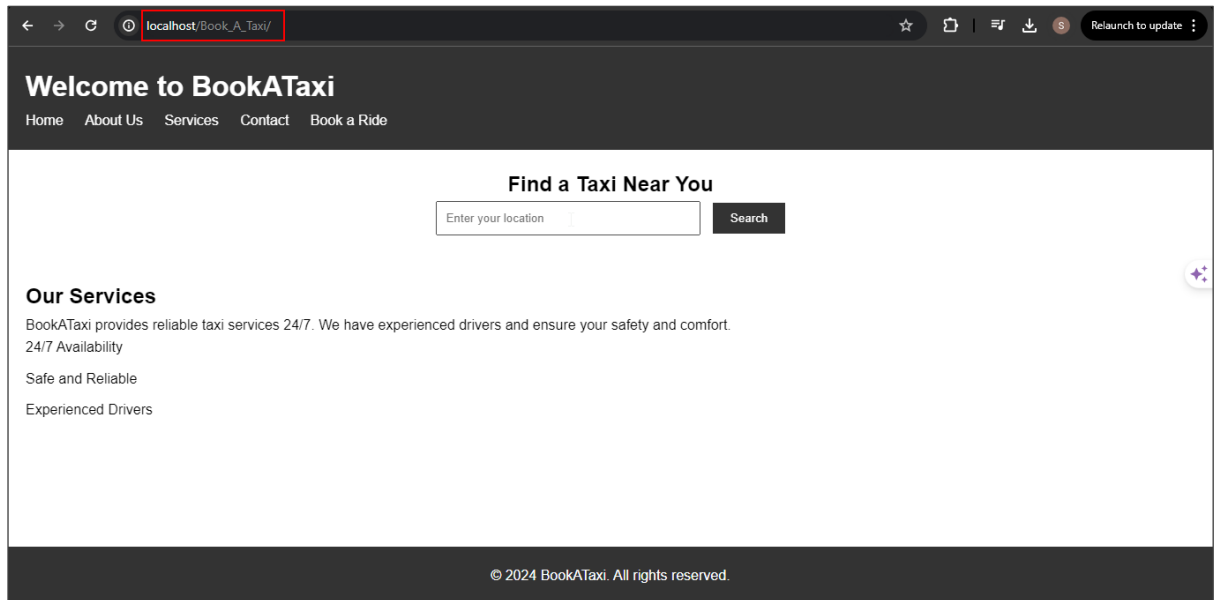 localhost/Book_A_Taxi/
S
Relaunch to update
Welcome to BookATaxi
Home About Us Services Contact Book a Ride
Find a Taxi Near You
Enter your location Search
Our Services
BookATaxi provides reliable taxi services 24/7. We have experienced drivers and ensure your safety and comfort.
24/7 Availability
Safe and Reliable
Experienced Drivers
© 2024 BookATaxi. All rights reserved.